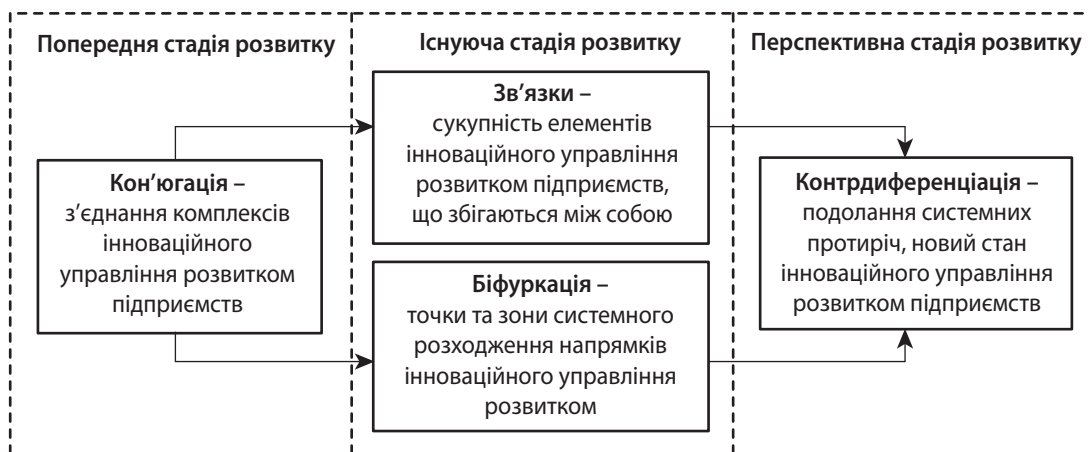 Попередня стадія розвитку
Існуюча стадія розвитку
Перспективна стадія розвитку
Кон’югація –
з’єднання комплексів
інноваційного
управління розвитком
підприємств
Зв’язки –
сукупність елементів
інноваційного управління
розвитком підприємств,
що збігаються між собою
Біфуркація –
точки та зони системного
розходження напрямків
інноваційного управління
розвитком
Контрдиференціація –
подолання системних
протиріч, новий стан
інноваційного управління
розвитком підприємств